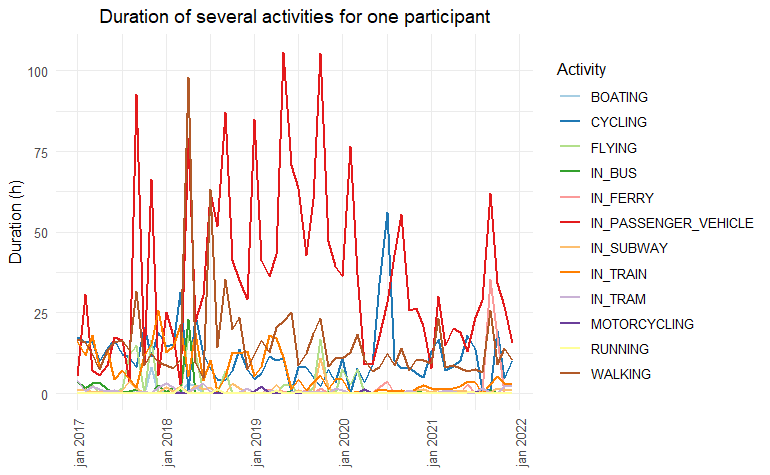 Duration of several activities for one participant
Duration (h)
100
75
50
25
0
jan 2017
jan 2018
jan 2019
jan 2020
jan 2021
jan 2022
Activity
BOATING
CYCLING
FLYING
IN_BUS
IN_FERRY
IN_PASSENGER_VEHICLE
IN_SUBWAY
IN_TRAIN
IN_TRAM
MOTORCYCLING
RUNNING
WALKING